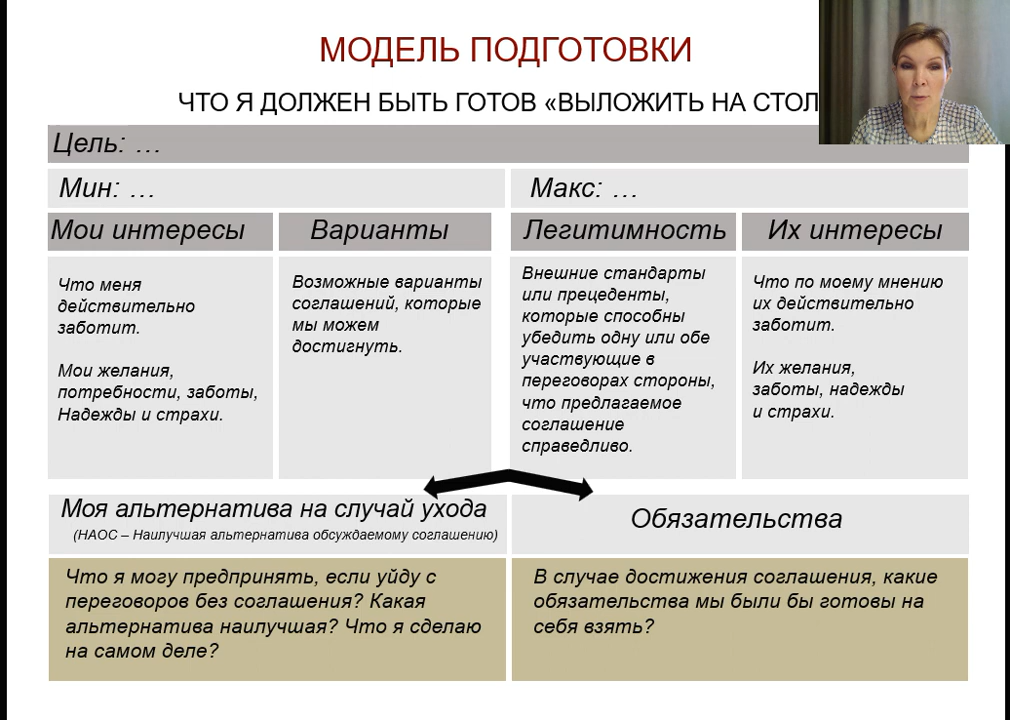 МОДЕЛЬ ПОДГОТОВКИ
ЧТО Я ДОЛЖЕН БЫТЬ ГОТОВ «ВЫЛОЖИТЬ НА СТОЛ
Цель: …
Мин: …
Макс: …
Мои интересы
Варианты
Легитимность
Их интересы
Что меня
действительно
заботит.
Мои желания,
потребности, заботы,
Надежды и страхи.
Возможные варианты
соглашений, которые
мы можем
достигнуть.
Внешние стандарты
или прецеденты,
которые способны
убедить одну или обе
участвующие в
переговорах стороны,
что предлагаемое
соглашение
справедливо.
Что по моему мнению
их действительно
заботит.
Их желания,
заботы, надежды
и страхи.
Моя альтернатива на случай ухода
(НАОС – Наилучшая альтернатива обсуждаемому соглашению)
Обязательства
Что я могу предпринять, если уйду с
переговоров без соглашения? Какая
альтернатива наилучшая? Что я сделаю
на самом деле?
В случае достижения соглашения, какие
обязательства мы были бы готовы на
себя взять?